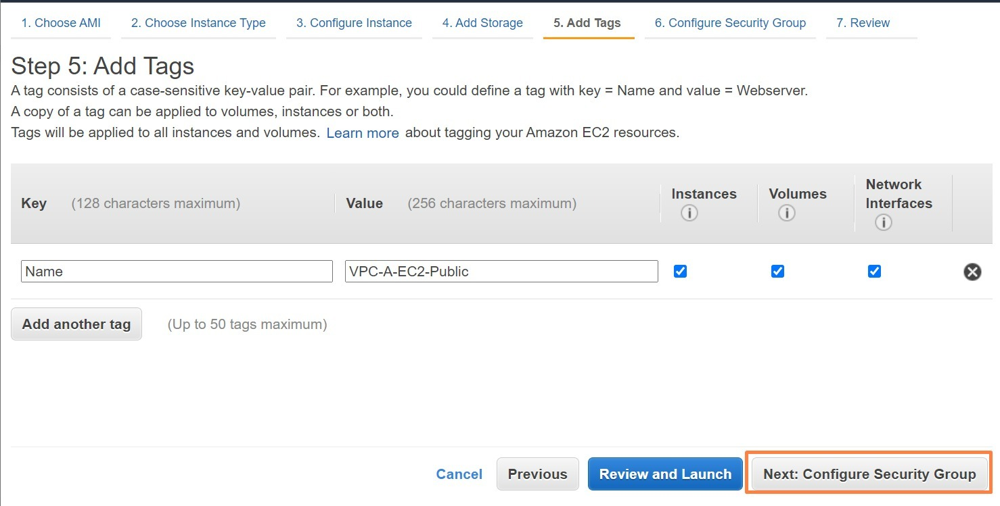 1. Choose AMI 2. Choose Instance Type 3. Configure Instance 4. Add Storage 5. Add Tags 6. Configure Security Group 7. Review
Step 5: Add Tags
A tag consists of a case-sensitive key-value pair. For example, you could define a tag with key = Name and value = Webserver.
A copy of a tag can be applied to volumes, instances or both.
Tags will be applied to all instances and volumes. Learn more about tagging your Amazon EC2 resources.
Key (128 characters maximum) Value (256 characters maximum) Instances Volumes Network
Interfaces
Name VPC-A-EC2-Public
Add another tag (Up to 50 tags maximum)
Cancel Previous Review and Launch Next: Configure Security Group